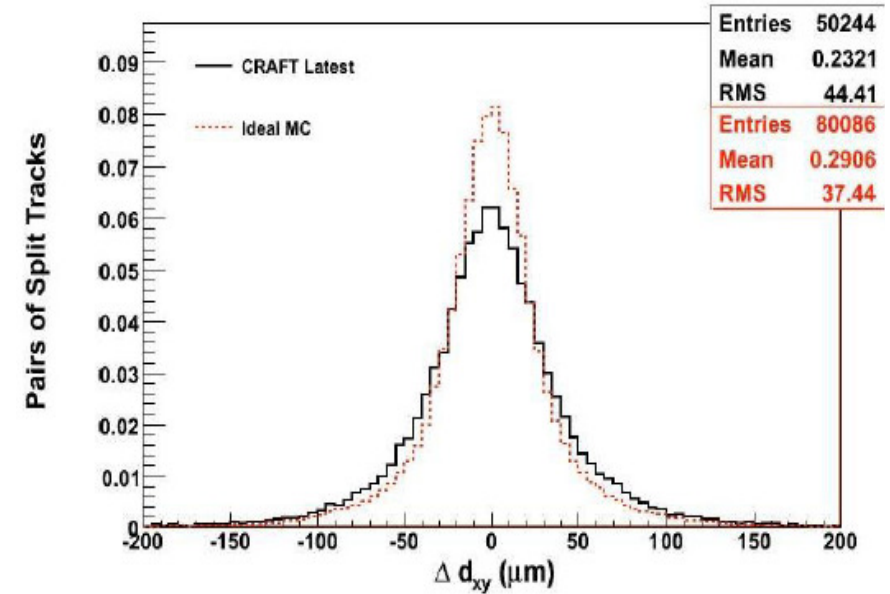 Entries 50244
Mean 0.2321
RMS 44.41
Entries 80086
Mean 0.2906
RMS 37.44
CRAFT Latest
Ideal MC
Pairs of Split Tracks
0.09
0.08
0.07
0.06
0.05
0.04
0.03
0.02
0.01
0
-200 -150 -100 -50 0 50 100 150 200
Δ dxy (μm)